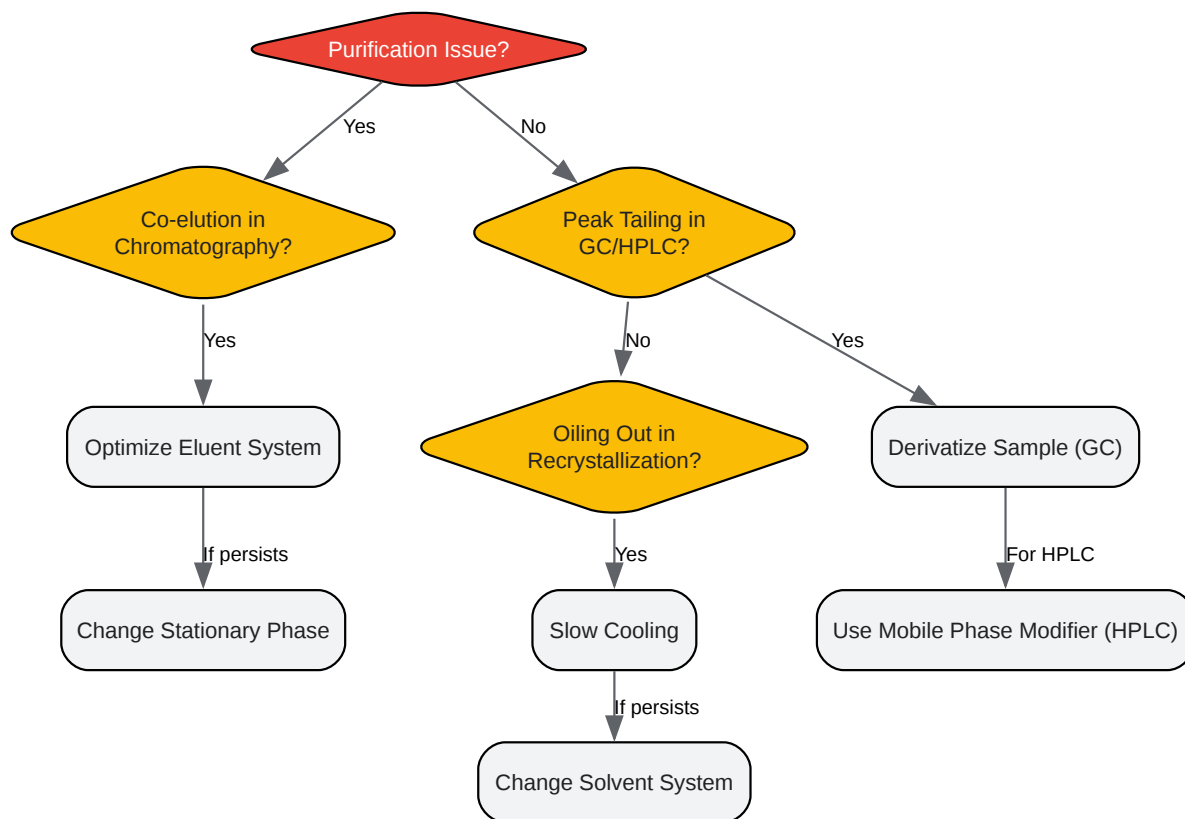 Purification Issue?
Yes
No
Co-elution in
Chromatography?
Peak Tailing in
GC/HPLC?
Yes
No
Yes
Optimize Eluent System
Oiling Out in
Recrystallization?
Derivatize Sample (GC)
If persists
Yes
For HPLC
Change Stationary Phase
Slow Cooling
Use Mobile Phase Modifier (HPLC)
If persists
Change Solvent System